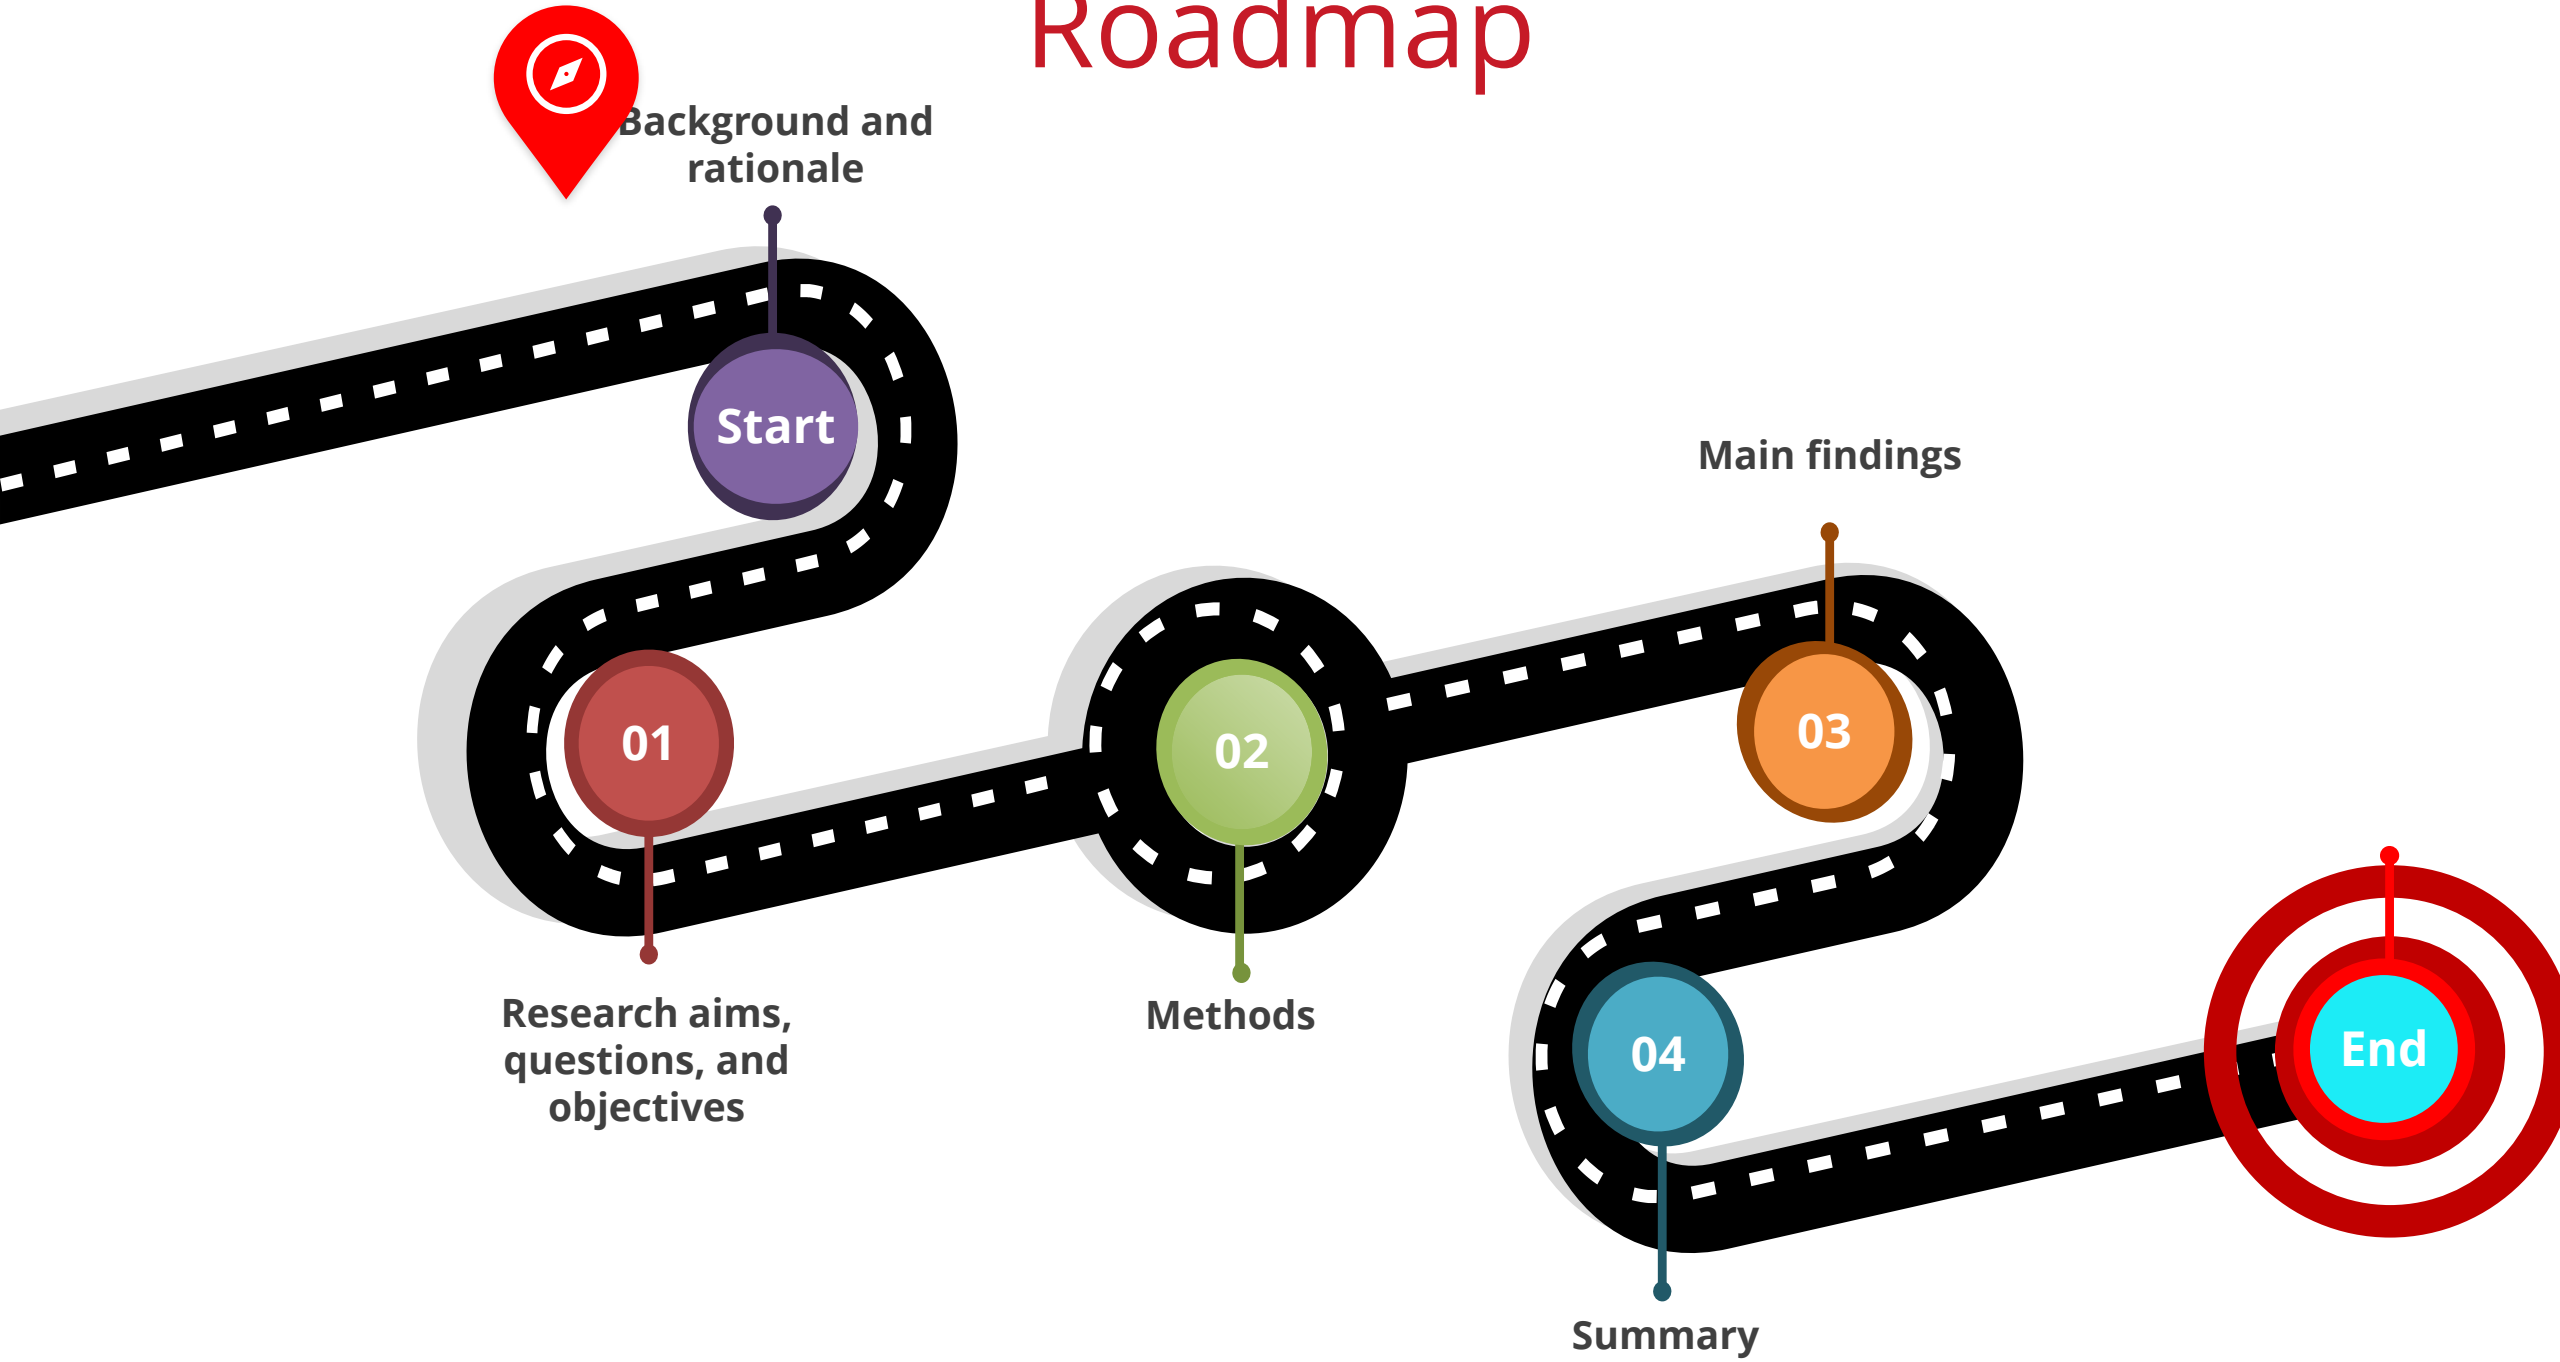 Roadmap
Background and
rationale
Start
Main findings
01
02
03
Research aims,
questions, and
objectives
Methods
04
End
Summary